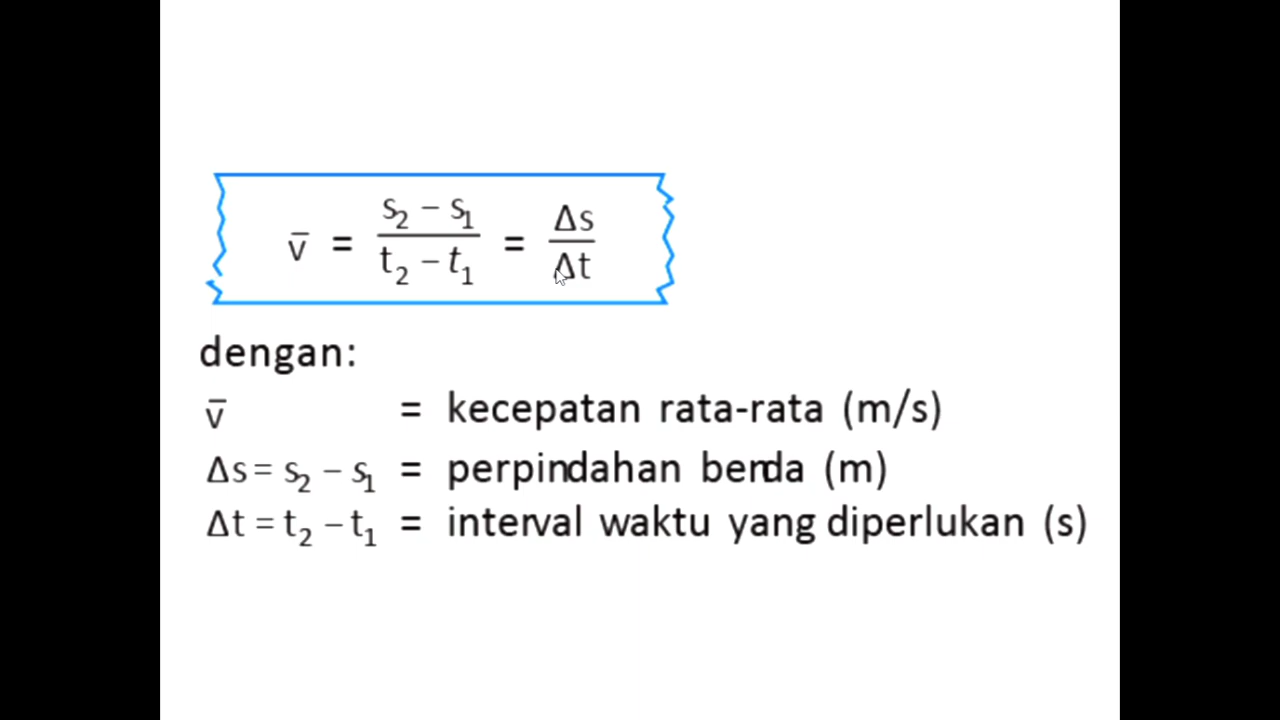 v̄ = s₂ − s₁ / t₂ − t₁ = Δs / Δt
dengan:
v̄ = kecepatan rata-rata (m/s)
Δs = s₂ − s₁ = perpindahan benda (m)
Δt = t₂ − t₁ = interval waktu yang diperlukan (s)